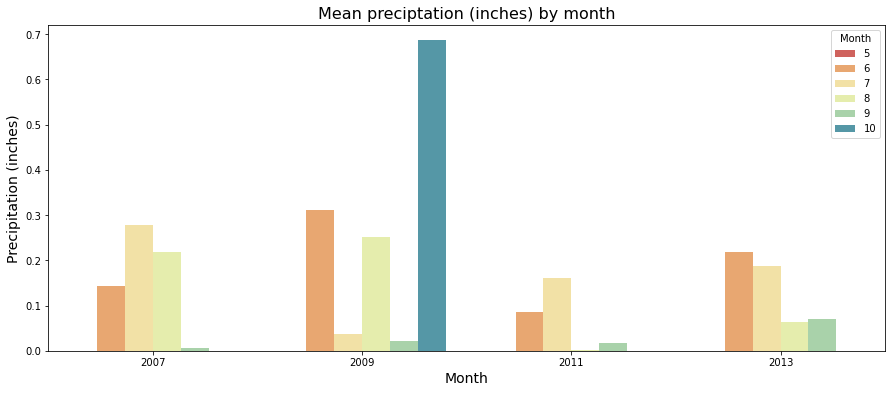 Mean preciptation (inches) by month
Precipitation (inches)
0.7
0.6
0.5
0.4
0.3
0.2
0.1
0.0
Month
5
6
7
8
9
10
2007 2009 2011 2013
Month